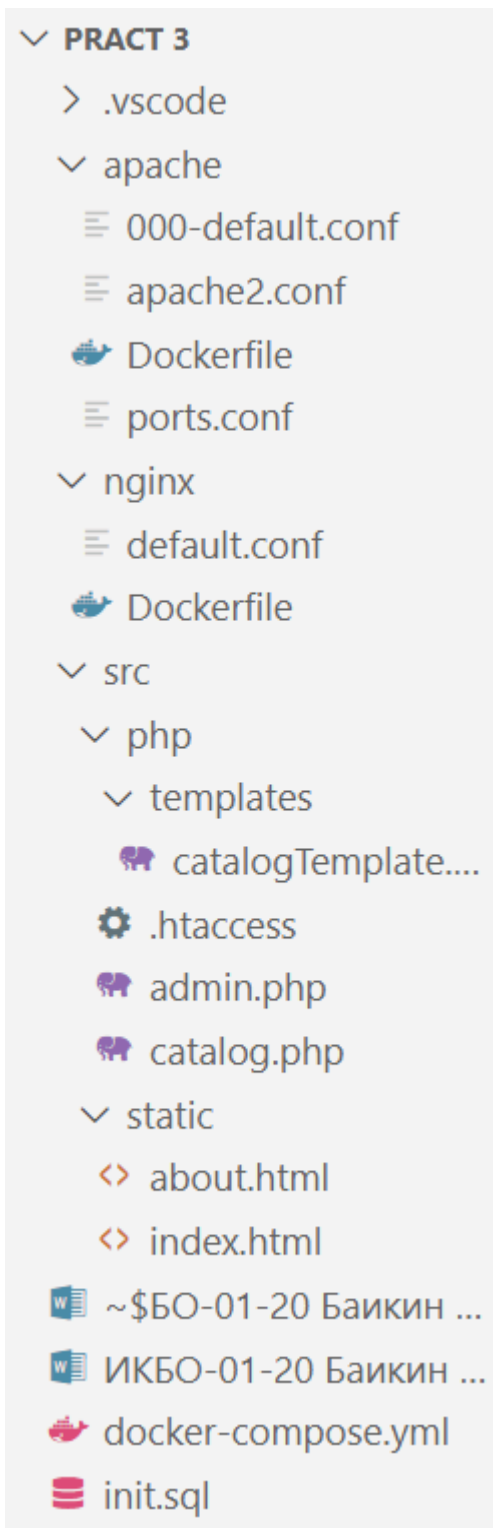 PRACT 3
.vscode
apache
000-default.conf
apache2.conf
Dockerfile
ports.conf
nginx
default.conf
Dockerfile
src
php
templates
catalogTemplate....
.htaccess
admin.php
catalog.php
static
about.html
index.html
~$БО-01-20 Баикин ...
ИКБО-01-20 Баикин ...
docker-compose.yml
init.sql